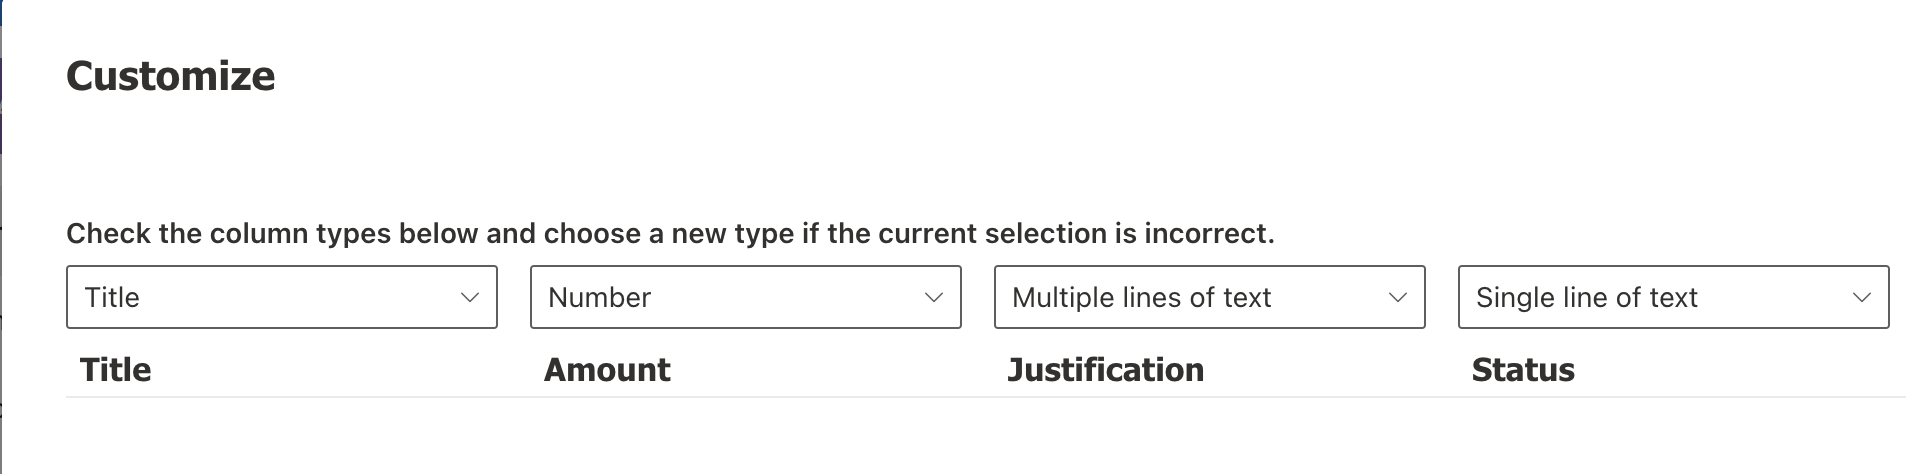 Customize
Check the column types below and choose a new type if the current selection is incorrect.
Title Number Multiple lines of text Single line of text
Title Amount Justification Status